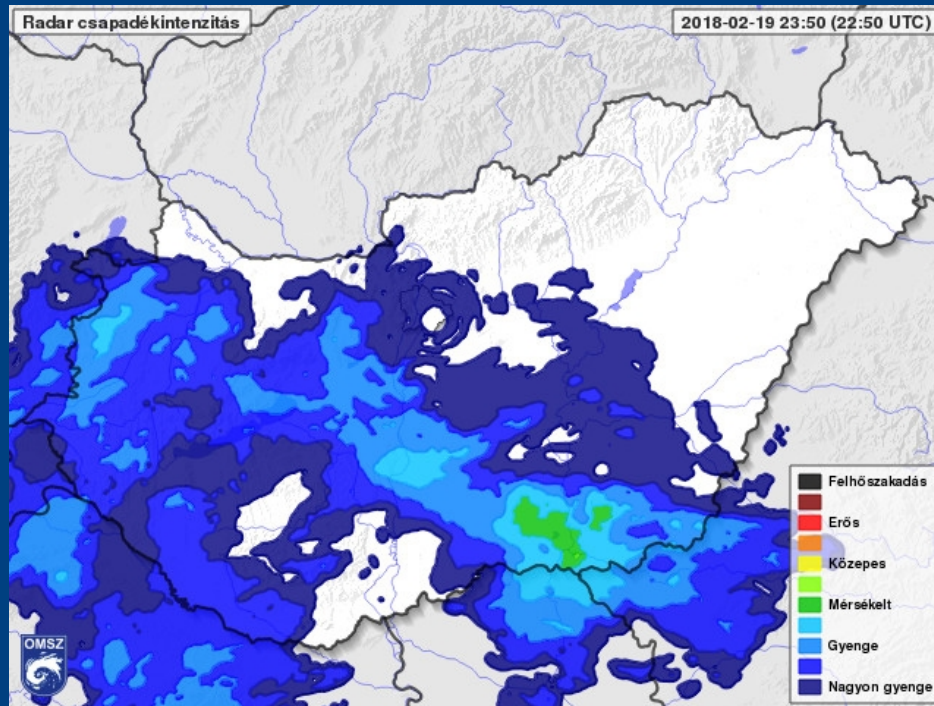 Radar csapadékintenzitás
2018-02-19 23:50 (22:50 UTC)
Felhőszakadás
Erős
Közepes
Mérsékelt
Gyenge
Nagyon gyenge
OMSZ